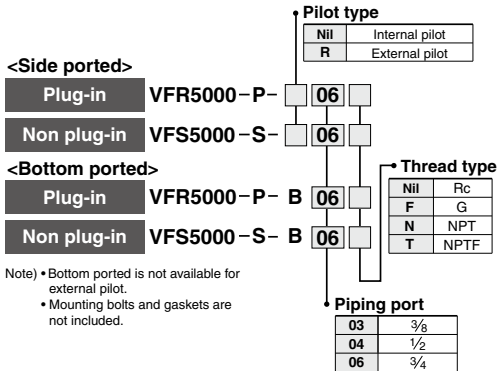 Pilot type
Nil Internal pilot
R External pilot
<Side ported>
Plug-in VFR5000-P- 06
Non plug-in VFS5000-S- 06
<Bottom ported>
Plug-in VFR5000-P- B 06
Non plug-in VFS5000-S- B 06
Thread type
Nil Rc
F G
N NPT
T NPTF
Note) • Bottom ported is not available for
external pilot.
• Mounting bolts and gaskets are
not included.
Piping port
03 3/8
04 1/2
06 3/4